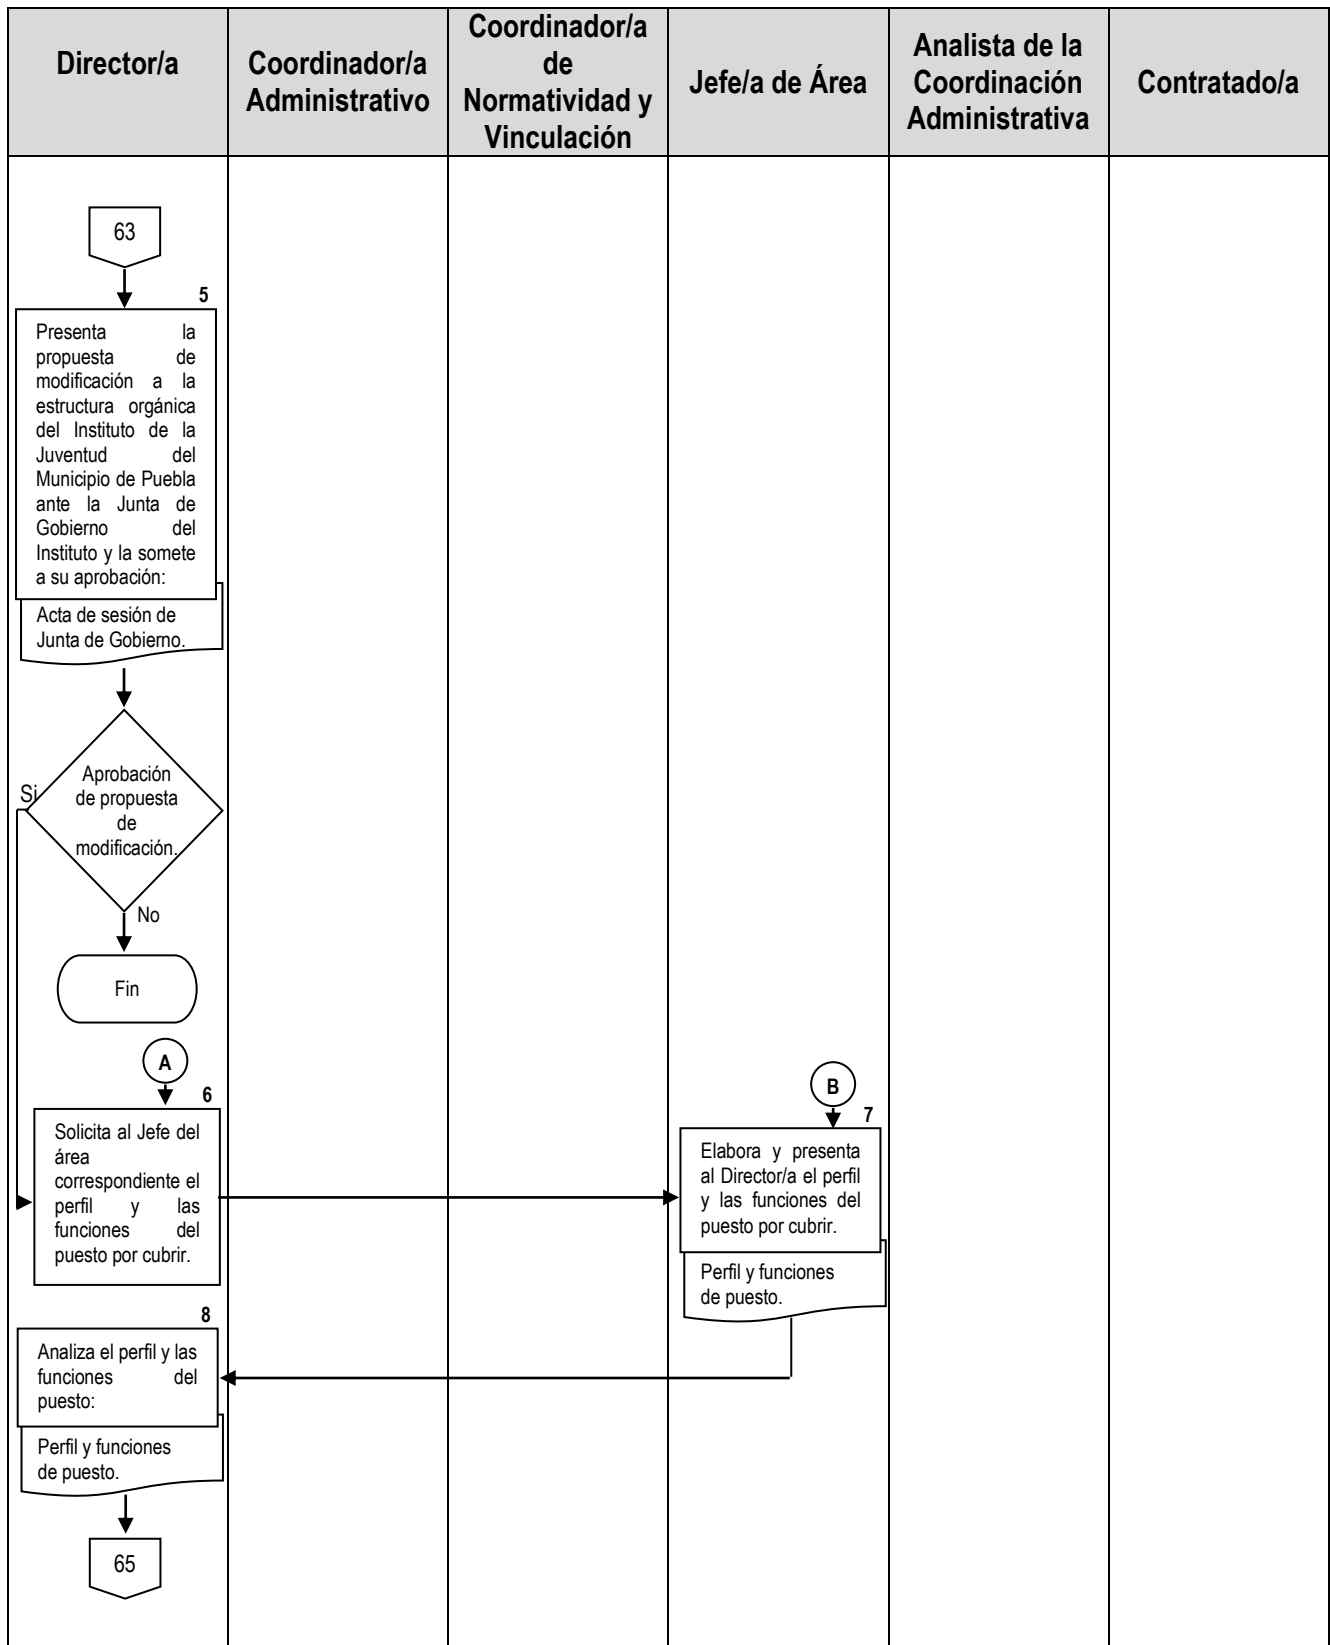 Director/a
Coordinador/a
Administrativo
Coordinador/a
de
Normatividad y
Vinculación
Jefe/a de Área
Analista de la
Coordinación
Administrativa
Contratado/a
63
5
Presenta la
propuesta de
modificación a la
estructura orgánica
del Instituto de la
Juventud del
Municipio de Puebla
ante la Junta de
Gobierno del
Instituto y la somete
a su aprobación:
Acta de sesión de
Junta de Gobierno.
Aprobación
de propuesta
de
modificación.
Si
No
Fin
A
6
Solicita al Jefe del
área
correspondiente el
perfil y las
funciones del
puesto por cubrir.
B
7
Elabora y presenta
al Director/a el perfil
y las funciones del
puesto por cubrir.
Perfil y funciones
de puesto.
8
Analiza el perfil y las
funciones del
puesto:
Perfil y funciones
de puesto.
65